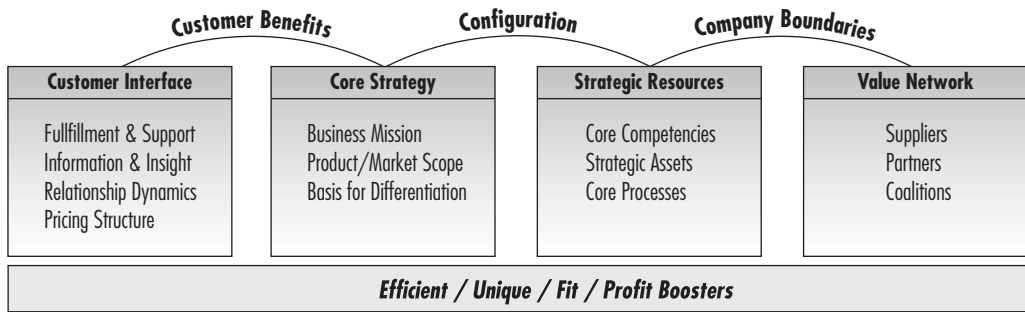 Customer Benefits
Configuration
Company Boundaries
Customer Interface
Fullfillment & Support
Information & Insight
Relationship Dynamics
Pricing Structure
Core Strategy
Business Mission
Product/Market Scope
Basis for Differentiation
Strategic Resources
Core Competencies
Strategic Assets
Core Processes
Value Network
Suppliers
Partners
Coalitions
Efficient / Unique / Fit / Profit Boosters